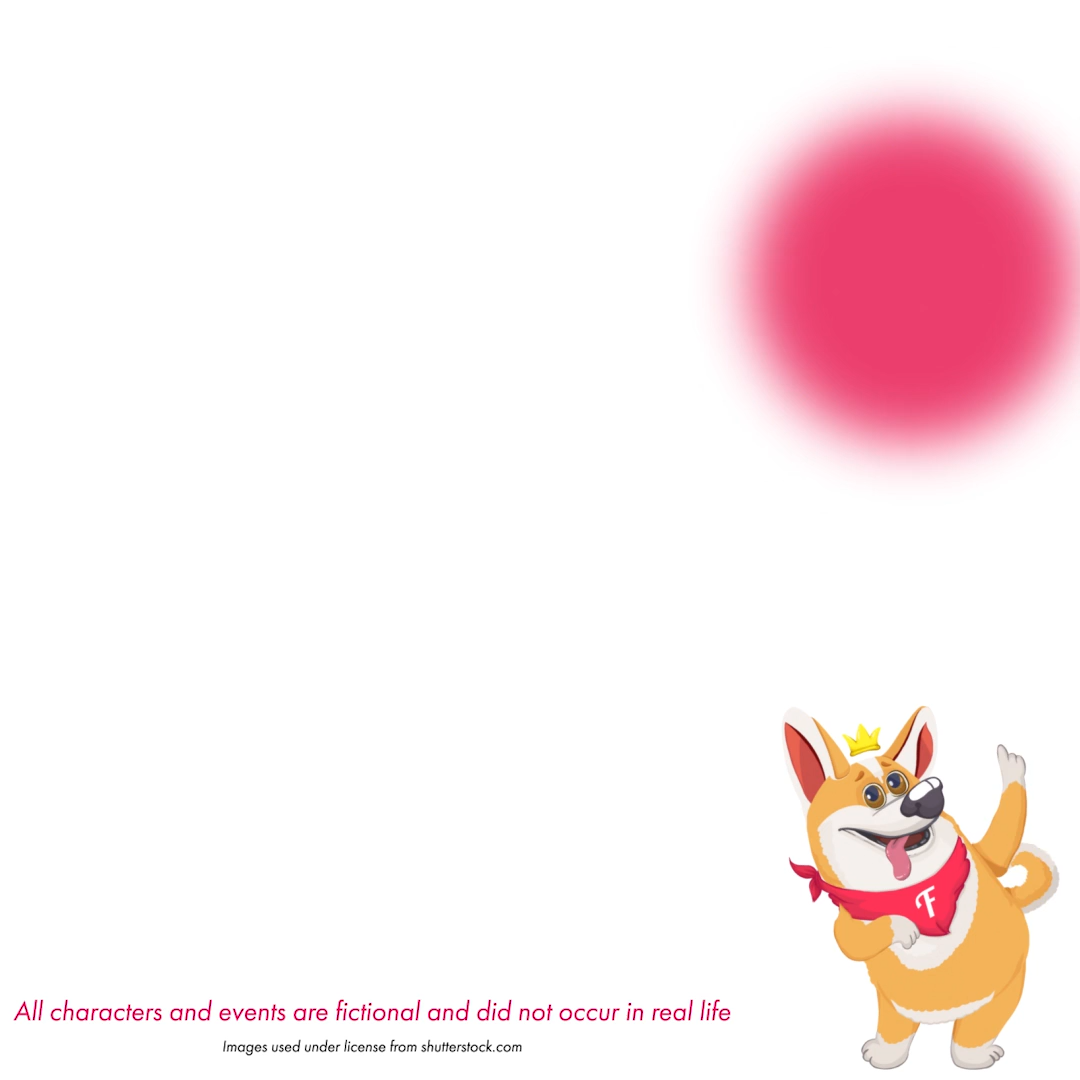 F
All characters and events are fictional and did not occur in real life
Images used under license from shutterstock.com